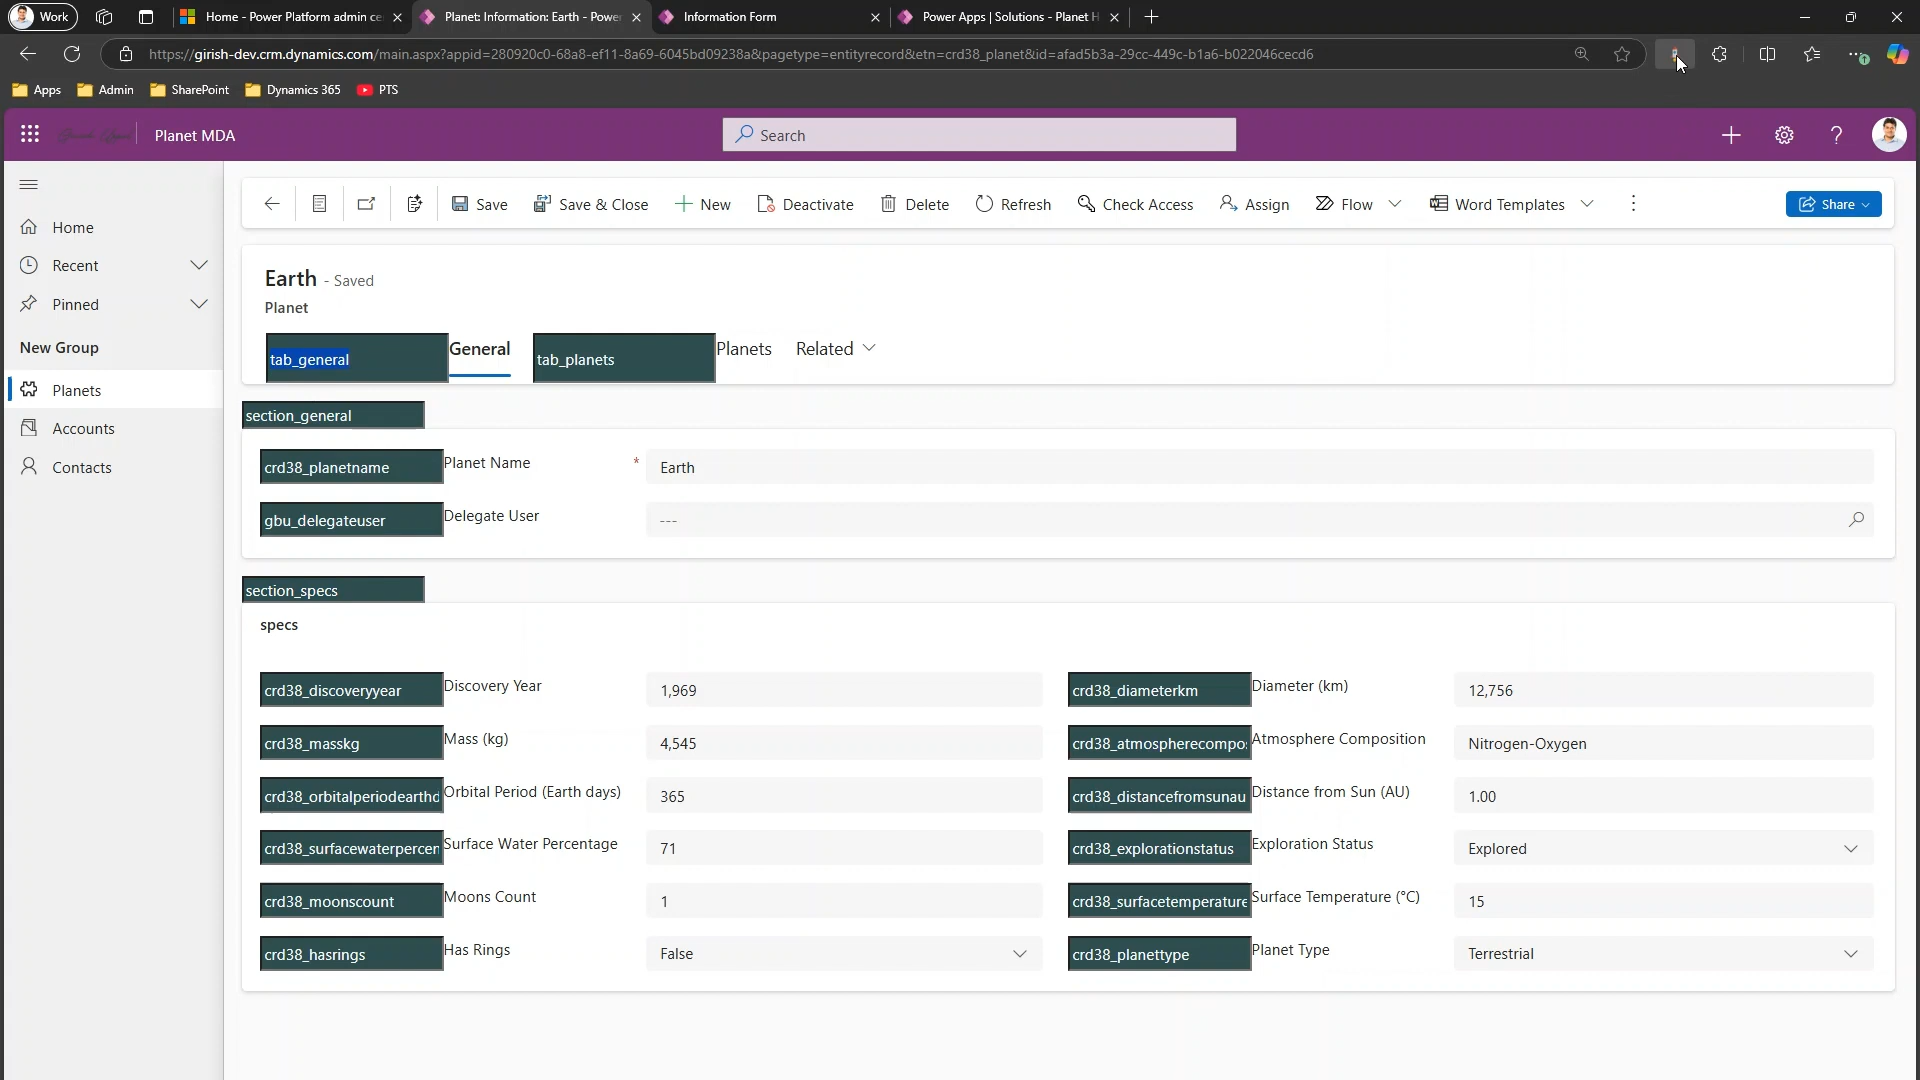 Work
Home - Power Platform admin ce
Planet: Information: Earth - Powe
Information Form
Power Apps | Solutions - Planet H
https://girish-dev.crm.dynamics.com/main.aspx?appid=280920c0-68a8-ef11-8a69-6045bd09238a&pagetype=entityrecord&etn=crd38_planet&id=afad5b3a-29cc-449c-b1a6-b022046cecd6
Apps
Admin
SharePoint
Dynamics 365
PTS
Planet MDA
Search
Home
Recent
Pinned
New Group
Planets
Accounts
Contacts
Save
Save & Close
New
Deactivate
Delete
Refresh
Check Access
Assign
Flow
Word Templates
Share
Earth - Saved
Planet
tab_general General tab_planets Planets Related
section_general
crd38_planetname Planet Name * Earth
gbu_delegateuser Delegate User ---
section_specs
specs
crd38_discoveryyear Discovery Year 1,969 crd38_diameterkm Diameter (km) 12,756
crd38_masskg Mass (kg) 4,545 crd38_atmospherecompo Atmosphere Composition Nitrogen-Oxygen
crd38_orbitalperiodearthd Orbital Period (Earth days) 365 crd38_distancefromsunau Distance from Sun (AU) 1.00
crd38_surfacewaterpercen Surface Water Percentage 71 crd38_explorationstatus Exploration Status Explored
crd38_moonscount Moons Count 1 crd38_surfacetemperature Surface Temperature (°C) 15
crd38_hasrings Has Rings False crd38_planettype Planet Type Terrestrial